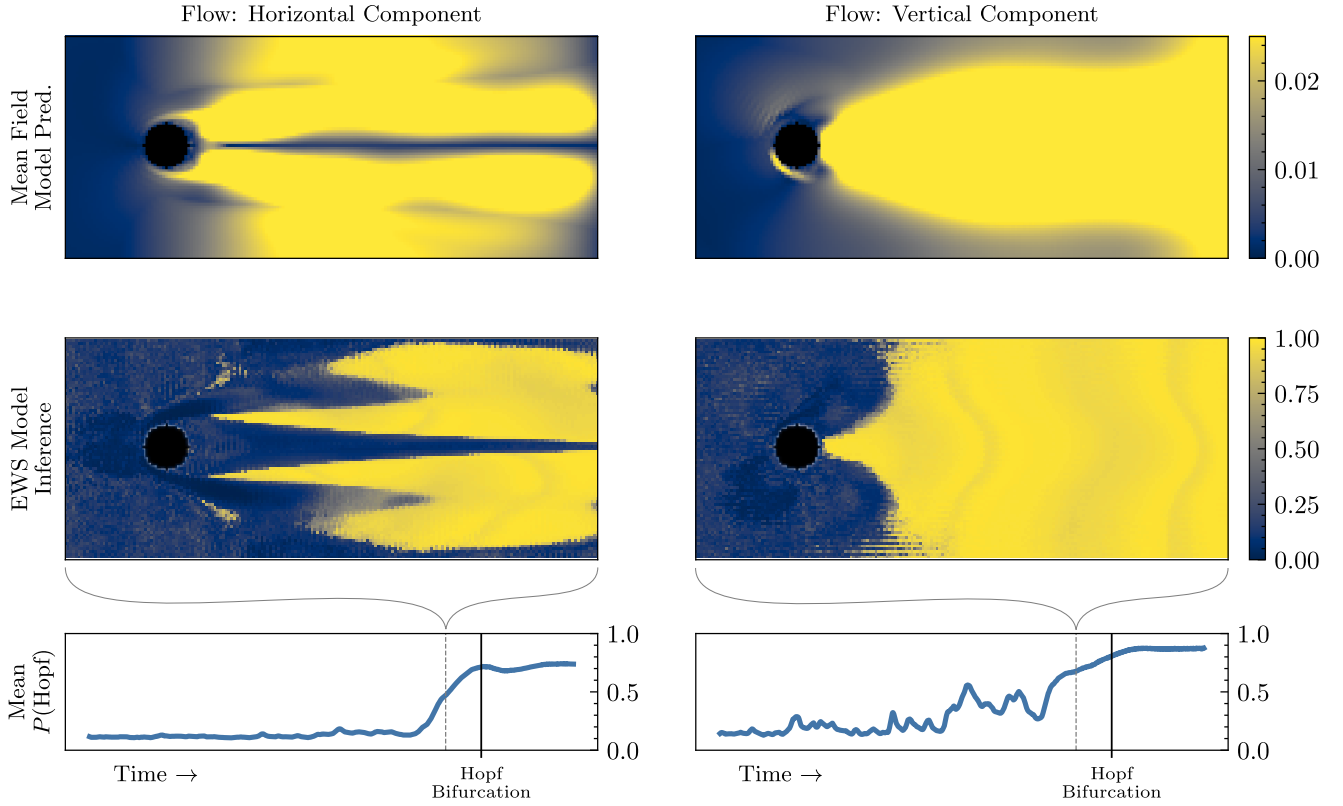 Flow: Horizontal Component
Flow: Vertical Component
Mean Field
Model Pred.
0.02
0.01
0.00
EWS Model
Inference
1.00
0.75
0.50
0.25
0.00
Mean
P(Hopf)
1.0
0.5
0.0
1.0
0.5
0.0
Time →
Hopf
Bifurcation
Time →
Hopf
Bifurcation